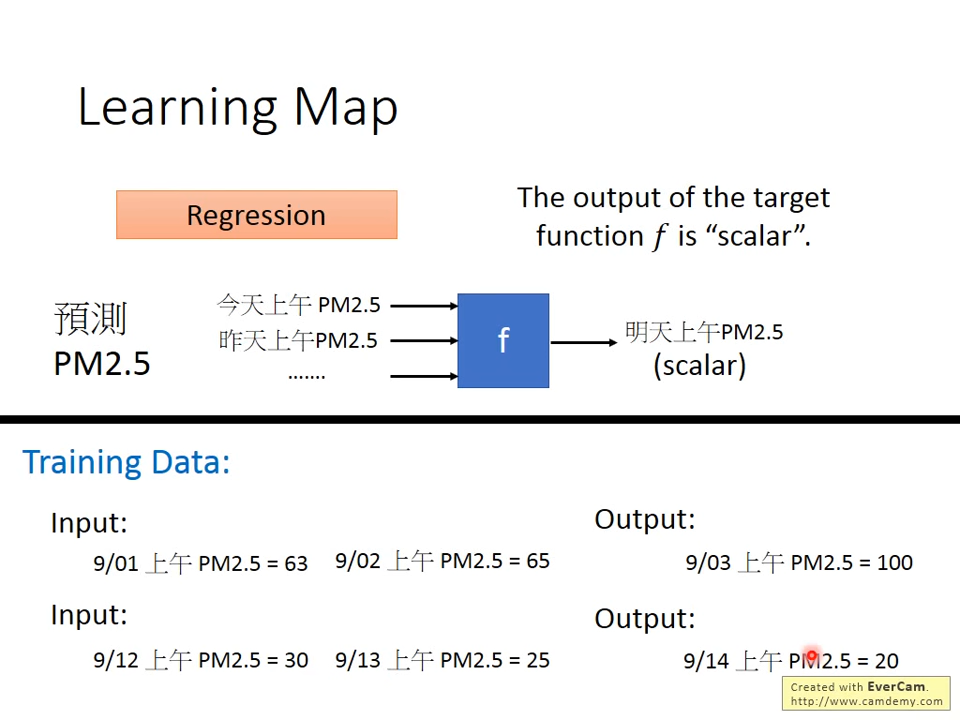 Learning Map
Regression
The output of the target
function f is “scalar”.
預測
PM2.5
今天上午 PM2.5
昨天上午PM2.5
.......
f
明天上午PM2.5
(scalar)
Training Data:
Input:
9/01 上午 PM2.5 = 63
9/02 上午 PM2.5 = 65
Output:
9/03 上午 PM2.5 = 100
Input:
9/12 上午 PM2.5 = 30
9/13 上午 PM2.5 = 25
Output:
9/14 上午 PM2.5 = 20
Created with EverCam.
http://www.camdemy.com